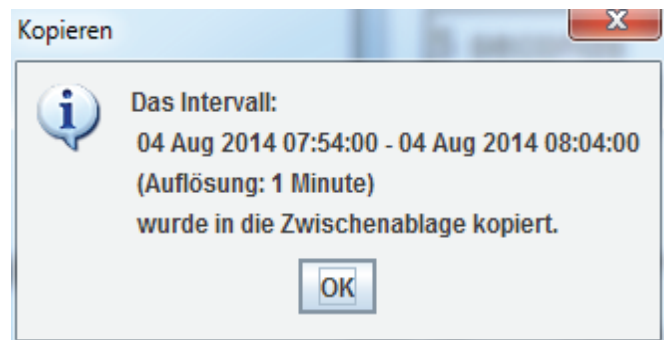 Kopieren
Das Intervall:
04 Aug 2014 07:54:00 - 04 Aug 2014 08:04:00
(Auflösung: 1 Minute)
wurde in die Zwischenablage kopiert.
OK